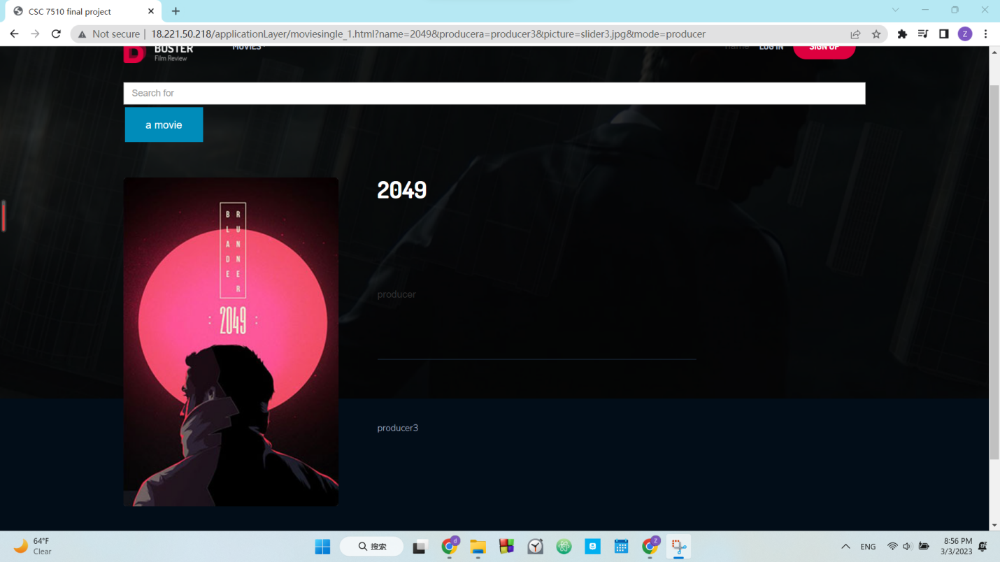 CSC 7510 final project
Not secure | 18.221.50.218/applicationLayer/moviesingle_1.html?name=2049&producera=producer3&picture=slider3.jpg&mode=producer
Z
BUSTER
Film Review
MOVIES
name
LOG IN
SIGN UP
Search for
a movie
BLADE
RUNNER
: 2049 :
2049
producer
producer3
64°F
Clear
搜索
d
Z
ENG
8:56 PM
3/3/2023